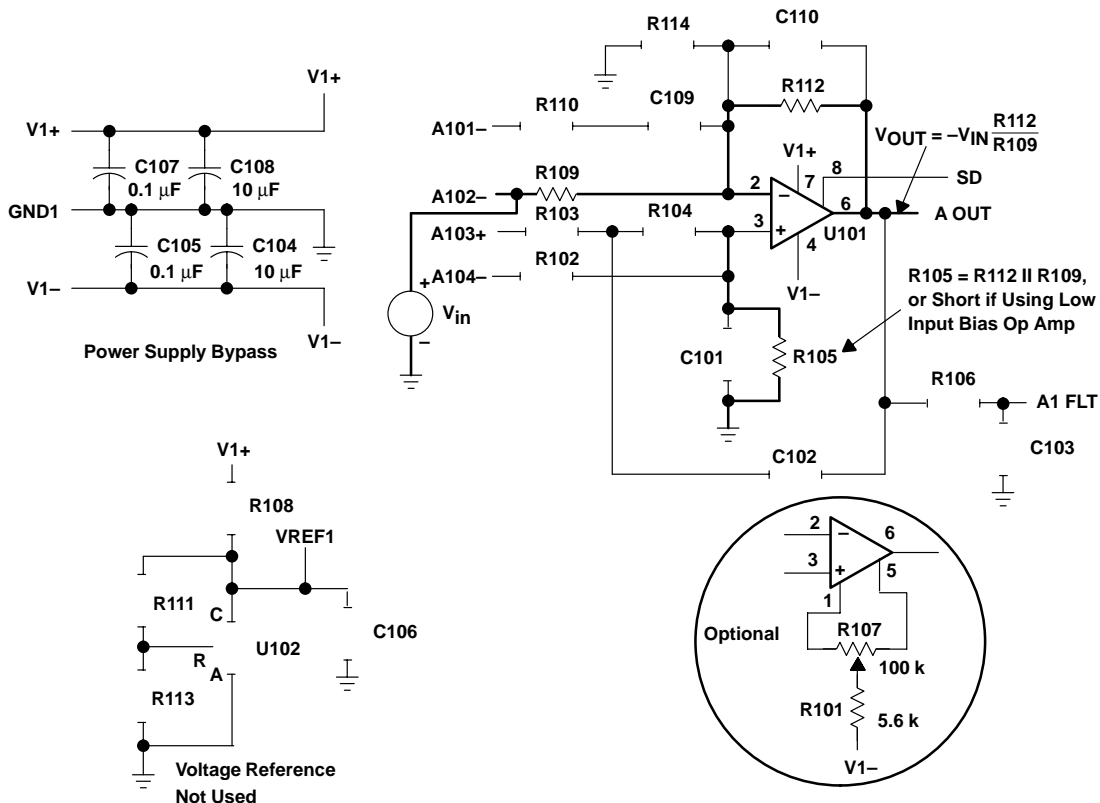 V1+
V1+
C107
0.1 μF
C108
10 μF
GND1
C105
0.1 μF
C104
10 μF
V1–
V1–
Power Supply Bypass
R114
C110
R110
C109
R112
A101–
VOUT = –VIN R112
R109
V1+
7
8
SD
A102–
R109
2
–
6
A OUT
R103
R104
3
+
U101
A103+
4
R102
A104–
V1–
+
Vin
–
R105 = R112 II R109,
or Short if Using Low
Input Bias Op Amp
C101
R105
R106
A1 FLT
C103
C102
V1+
R108
VREF1
R111
C
C106
U102
R
A
R113
Voltage Reference
Not Used
2
–
6
3
+
5
1
Optional
R107
100 k
R101
5.6 k
V1–